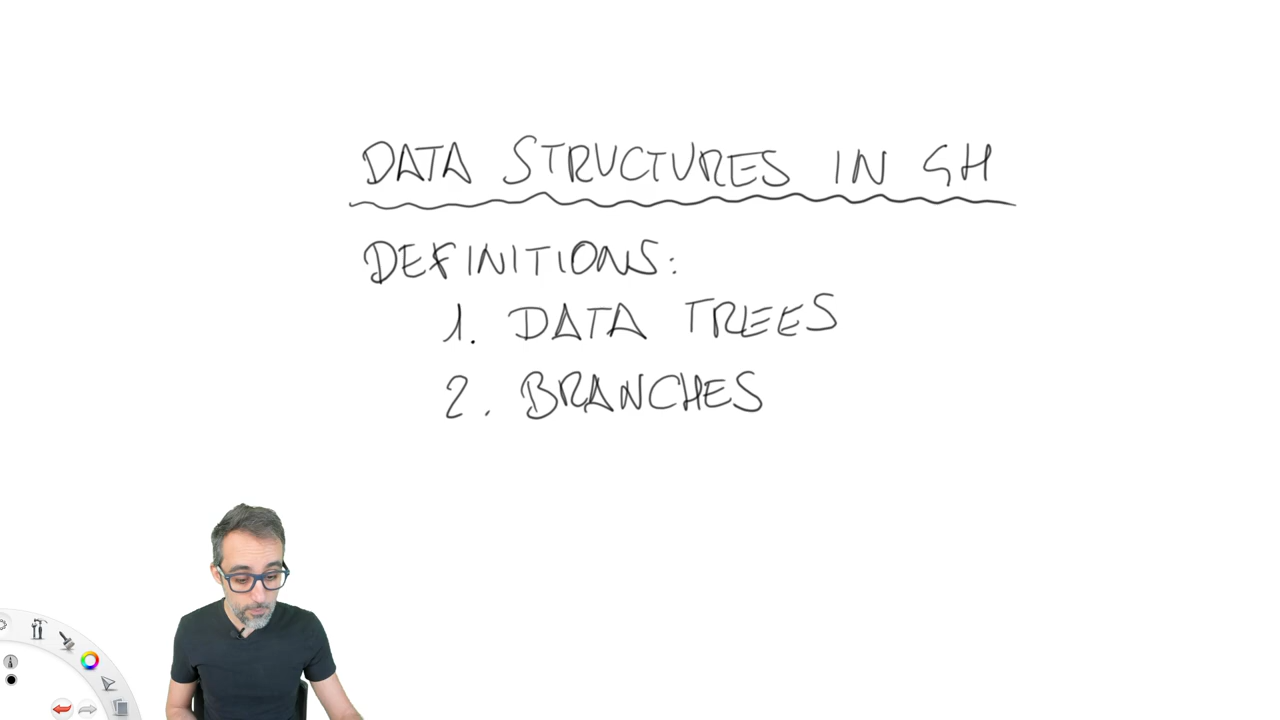 DATA STRUCTURES IN GH
DEFINITIONS:
1. DATA TREES
2. BRANCHES